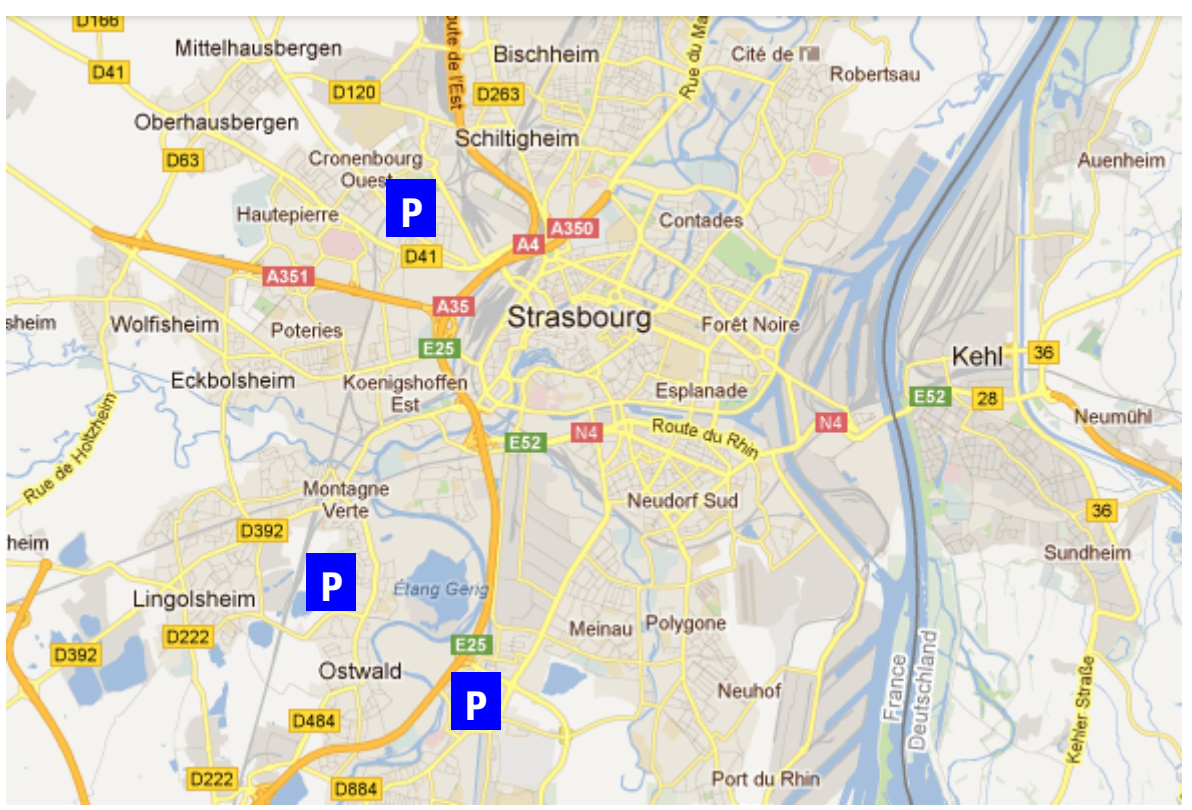 D166
Mittelhausbergen
Bischheim
Cité de l'ill
Robertsau
D41
D120
D263
Oberhausbergen
Schiltigheim
D63
Cronenbourg
Ouest
Auenheim
P
Hautepierre
Contades
A350
A4
D41
A351
A35
Strasbourg
sheim
Wolfisheim
Poteries
Forêt Noire
E25
Kehl
36
Eckbolsheim
Koenigshoffen
Est
Esplanade
E52
28
Neumühl
N4
Route du Rhin
N4
E52
Rue de Holtzheim
Montagne
Verte
Neudorf Sud
36
D392
heim
Sundheim
P
Étang Gerig
Lingolsheim
D222
Meinau
Polygone
E25
D392
Ostwald
France
Deutschland
P
Neuhof
Kehler Straße
D484
D222
D884
Port du Rhin